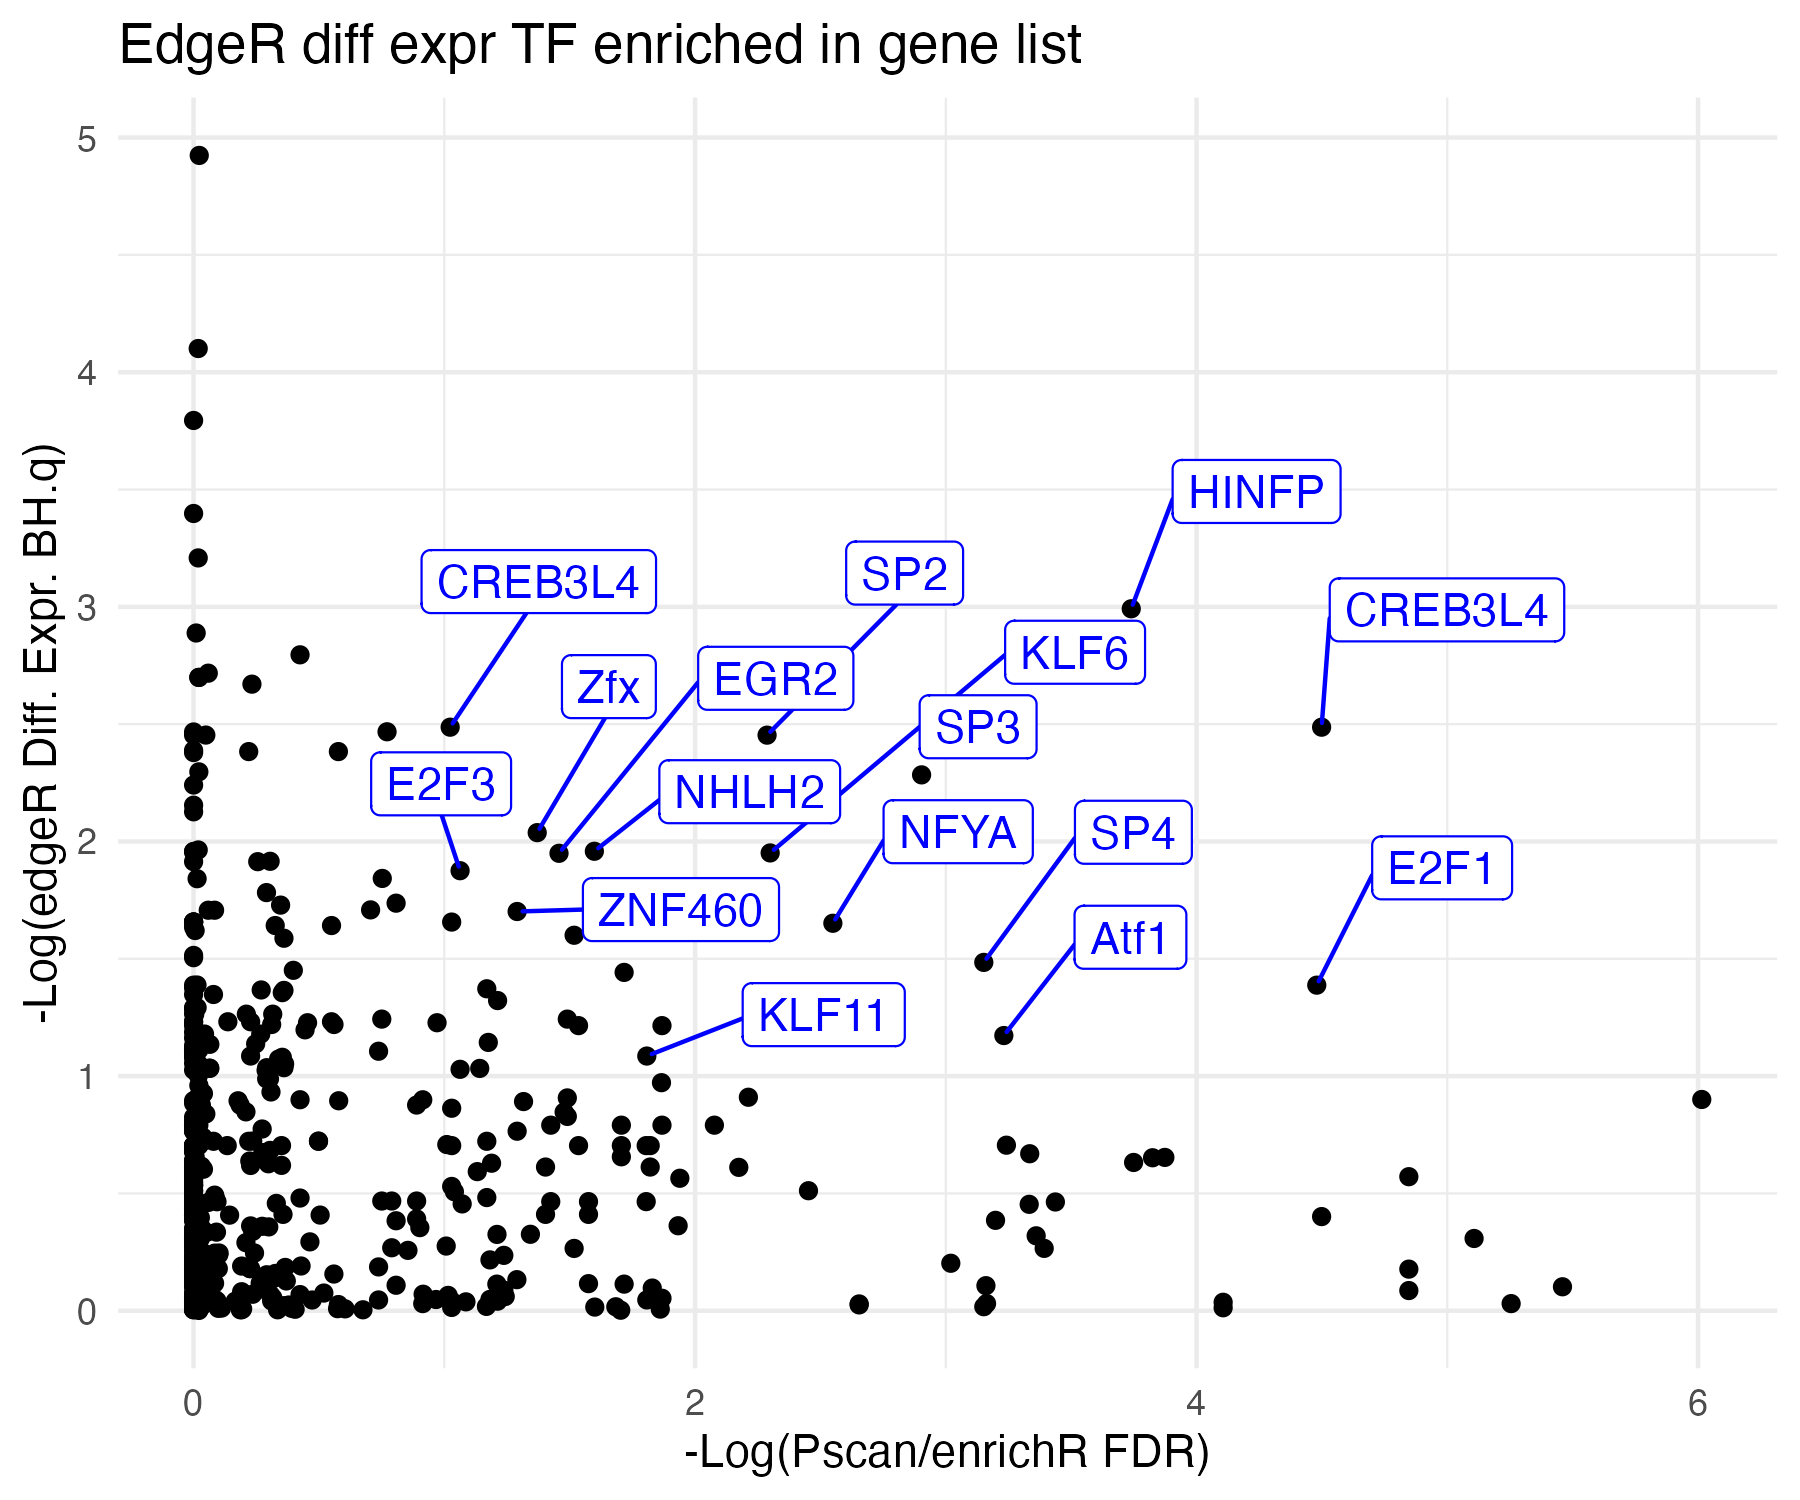 EdgeR diff expr TF enriched in gene list
-Log(edgeR Diff. Expr. BH.q)
5
4
3
2
1
0
HINFP
SP2
CREB3L4
CREB3L4
KLF6
EGR2
Zfx
SP3
E2F3
NHLH2
NFYA
SP4
E2F1
ZNF460
Atf1
KLF11
0
2
4
6
-Log(Pscan/enrichR FDR)